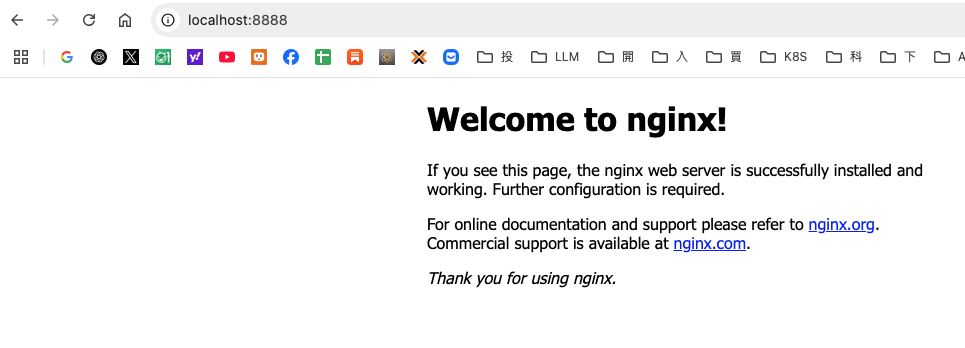 localhost:8888
投 LLM 開 入 買 K8S 科 下 A
Welcome to nginx!
If you see this page, the nginx web server is successfully installed and
working. Further configuration is required.
For online documentation and support please refer to nginx.org.
Commercial support is available at nginx.com.
Thank you for using nginx.